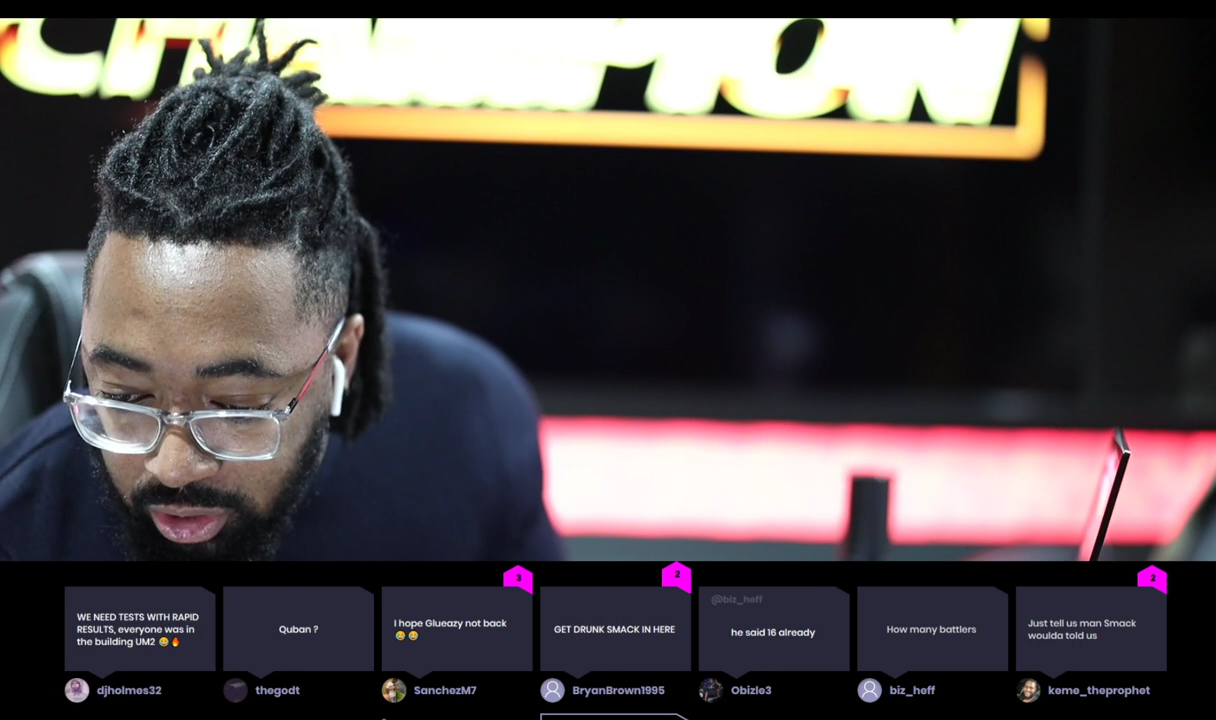 CHAMPION
3
2
2
WE NEED TESTS WITH RAPID
RESULTS, everyone was in
the building UM2 😂🔥
Quban ?
I hope Glueazy not back
😂😂
GET DRUNK SMACK IN HERE
@biz_heff
he said 16 already
How many battlers
Just tell us man Smack
woulda told us
djholmes32
thegodt
SanchezM7
BryanBrown1995
Obizle3
biz_heff
keme_theprophet